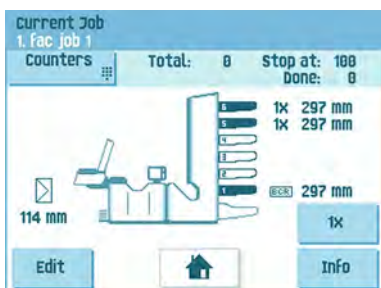 Current Job
1. Fac job 1
Counters Total: 0 Stop at: 100
Done: 0
6 1X 297 mm
5 1X 297 mm
4
3
2
1 BCR 297 mm
114 mm
1X
Edit Info